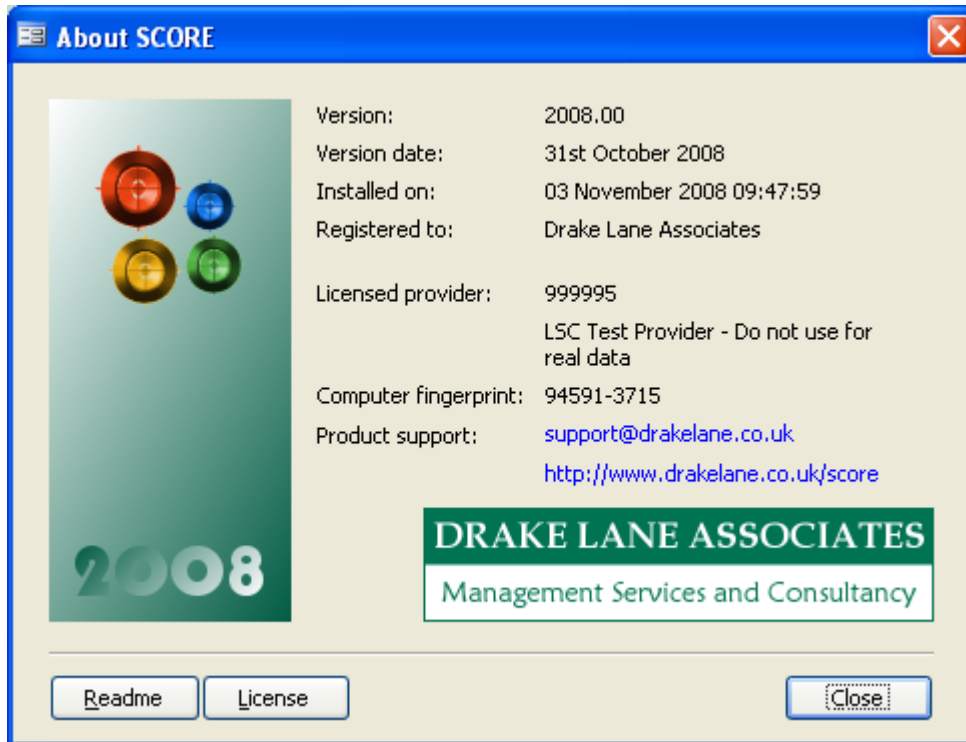 About SCORE
Version: 2008.00
Version date: 31st October 2008
Installed on: 03 November 2008 09:47:59
Registered to: Drake Lane Associates
Licensed provider: 999995
LSC Test Provider - Do not use for
real data
Computer fingerprint: 94591-3715
Product support: support@drakelane.co.uk
http://www.drakelane.co.uk/score
2008
DRAKE LANE ASSOCIATES
Management Services and Consultancy
Readme License Close